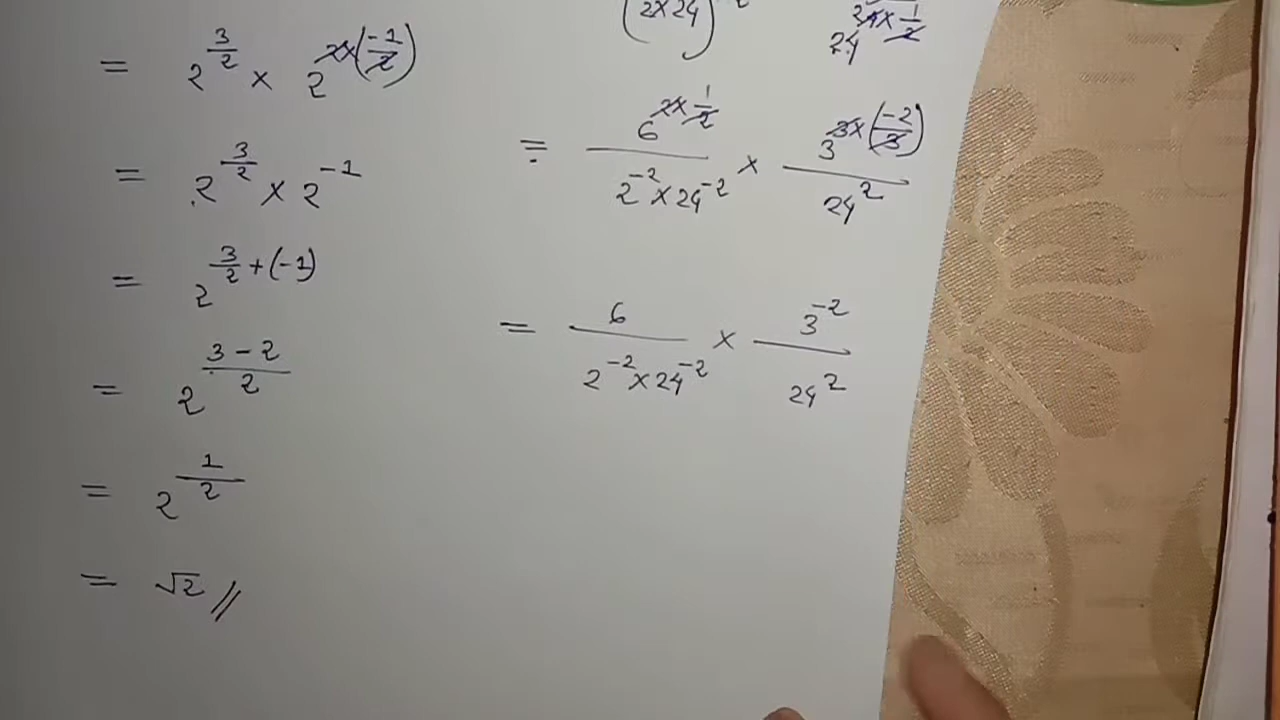 = 2^{3/2} × 2^{2×(-1/2)}
= 2^{3/2} × 2^{-1}
= 2^{3/2 + (-1)}
= 2^{(3-2)/2}
= 2^{1/2}
= √2 //
(2×24)
= 6^{2×1/2} / (2^{-2}×24^{-2}) × 3^{3×(-2/3)} / 24^2
= 6 / (2^{-2}×24^{-2}) × 3^{-2} / 24^2